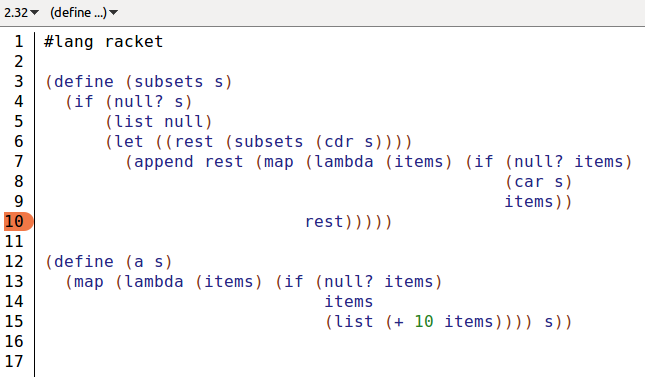 2.32▾ (define ...)▾
1 #lang racket
2
3 (define (subsets s)
4   (if (null? s)
5       (list null)
6       (let ((rest (subsets (cdr s))))
7         (append rest (map (lambda (items) (if (null? items)
8                                               (car s)
9                                               items))
10                           rest)))))
11
12 (define (a s)
13   (map (lambda (items) (if (null? items)
14                             items
15                             (list (+ 10 items)))) s))
16
17